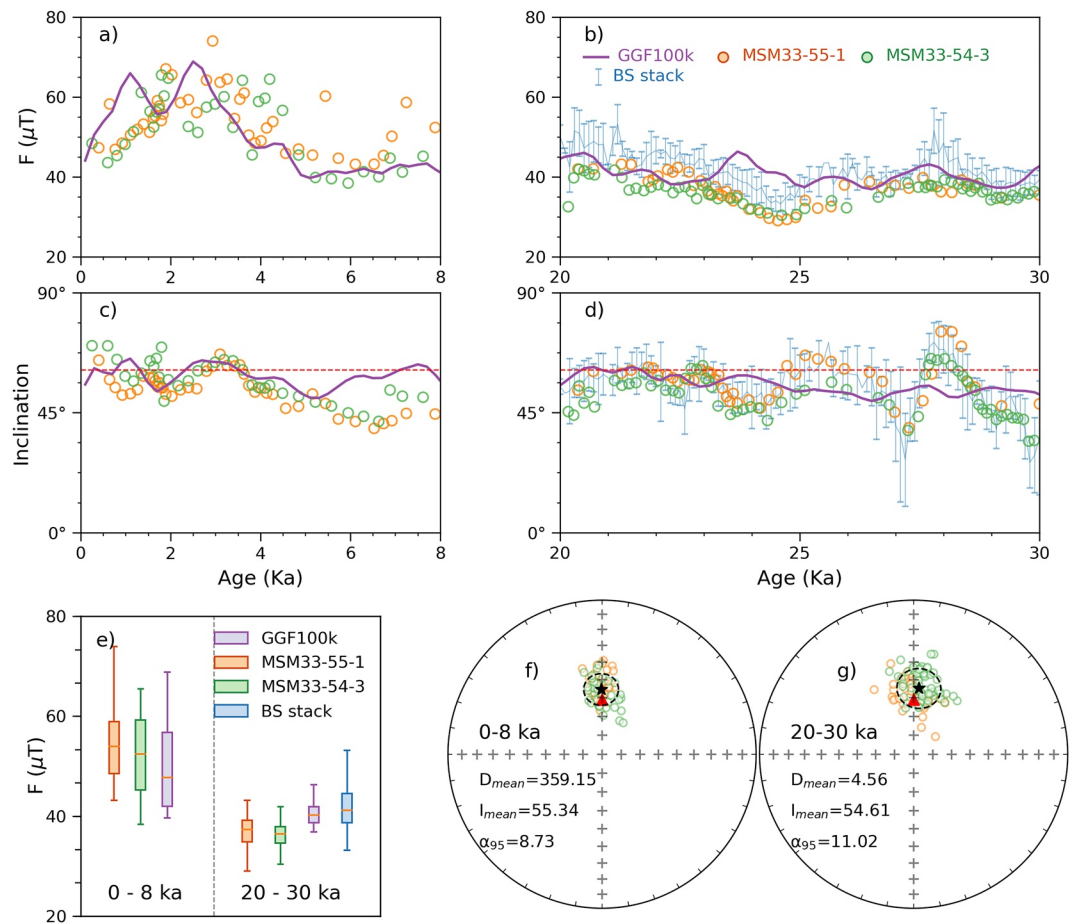 a)
80
60
40
20
F (μT)
0 2 4 6 8
b)
GGF100k MSM33-55-1 MSM33-54-3
BS stack
80
60
40
20
20 25 30
c)
90°
45°
0°
Inclination
0 2 4 6 8
Age (Ka)
d)
90°
45°
0°
20 25 30
Age (Ka)
e)
80
60
40
20
F (μT)
GGF100k
MSM33-55-1
MSM33-54-3
BS stack
0 - 8 ka 20 - 30 ka
f)
0-8 ka
Dmean=359.15
Imean=55.34
α95=8.73
g)
20-30 ka
Dmean=4.56
Imean=54.61
α95=11.02